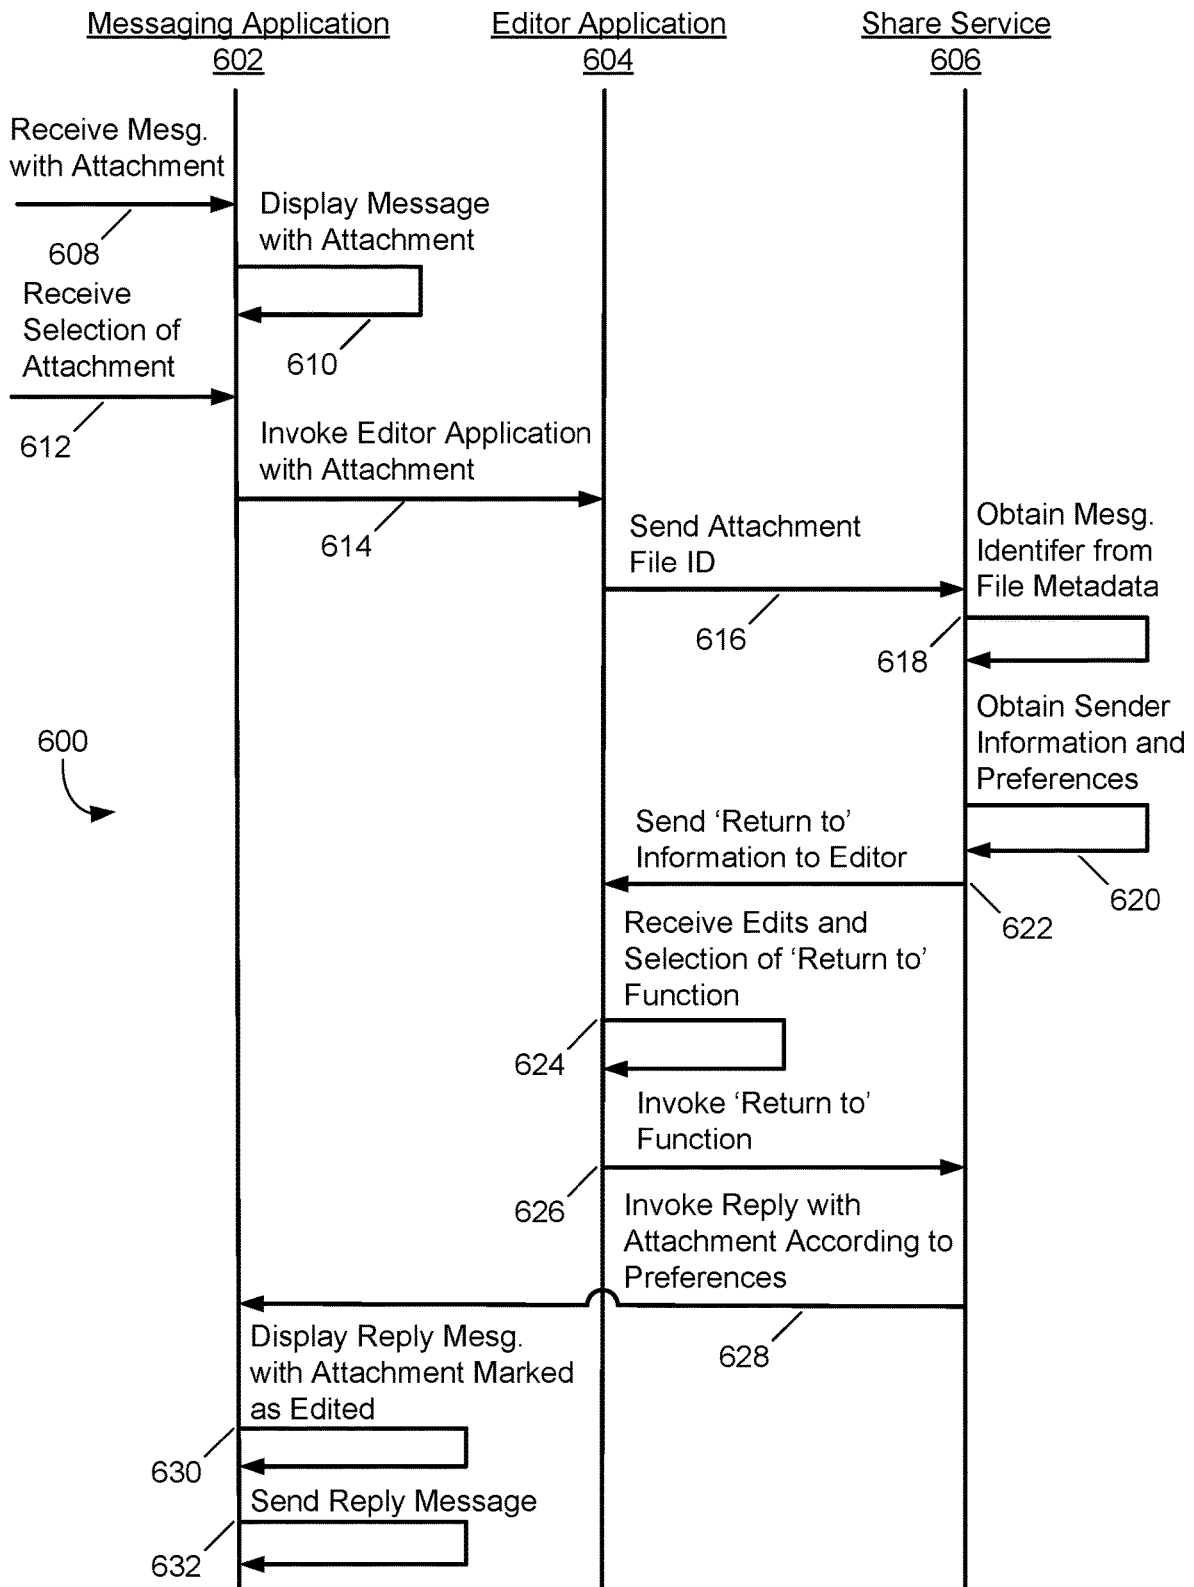 Messaging Application
602
Editor Application
604
Share Service
606
Receive Mesg.
with Attachment
608
Display Message
with Attachment
610
Receive
Selection of
Attachment
612
Invoke Editor Application
with Attachment
614
Send Attachment
File ID
616
Obtain Mesg.
Identifer from
File Metadata
618
Obtain Sender
Information and
Preferences
620
600
Send ‘Return to’
Information to Editor
622
Receive Edits and
Selection of ‘Return to’
Function
624
Invoke ‘Return to’
Function
626
Invoke Reply with
Attachment According to
Preferences
628
Display Reply Mesg.
with Attachment Marked
as Edited
630
Send Reply Message
632